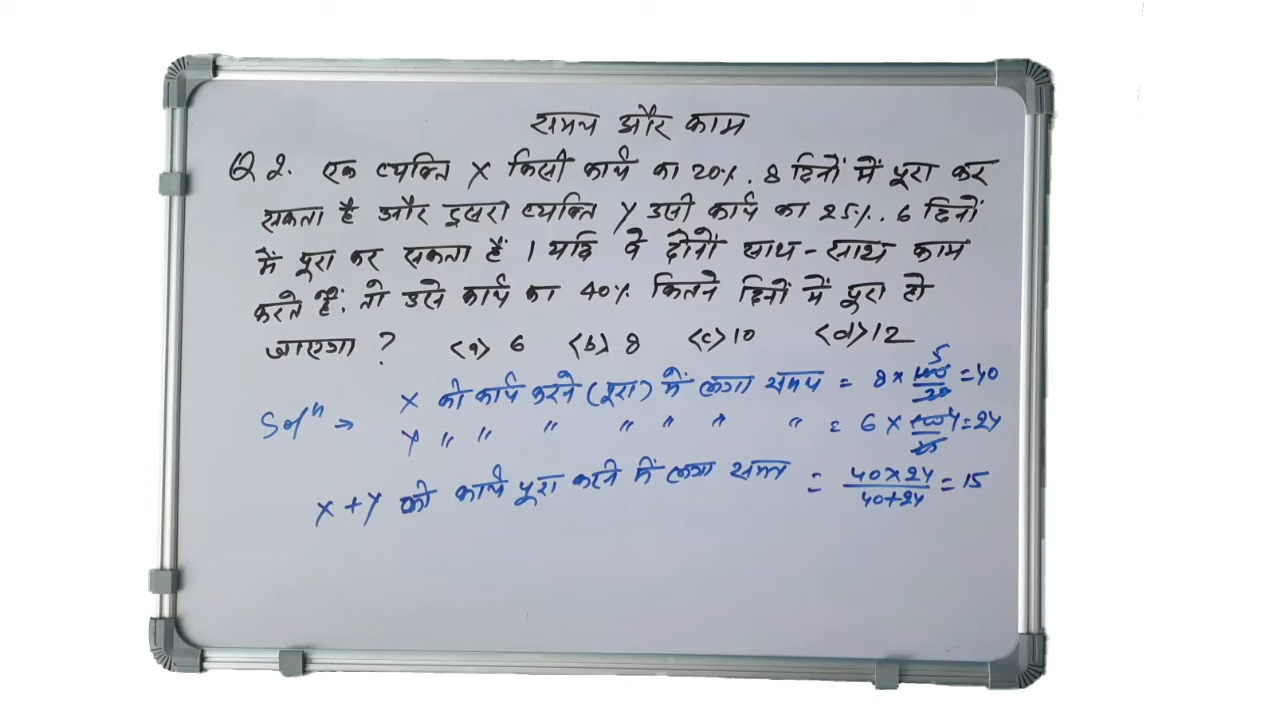 समय और काम
Q 2. एक व्यक्ति X किसी कार्य का 20%. 8 दिनों में पूरा कर
सकता है और दूसरा व्यक्ति Y उसी कार्य का 25%. 6 दिनों
में पूरा कर सकता हैं । यदि वे दोनों साथ-साथ काम
करते हैं. तो उसे कार्य का 40% कितने दिनों में पूरा हो
जाएगा ? <a> 6 <b> 8 <c> 10 <d> 12
Solⁿ → X को कार्य करने (पूरा) में लगा समय = 8 × 100/20 5 = 40
Y " " " " " " " = 6 × 100/25 4 = 24
X + Y को कार्य पूरा करने में लगा समय = 40×24/40+24 = 15